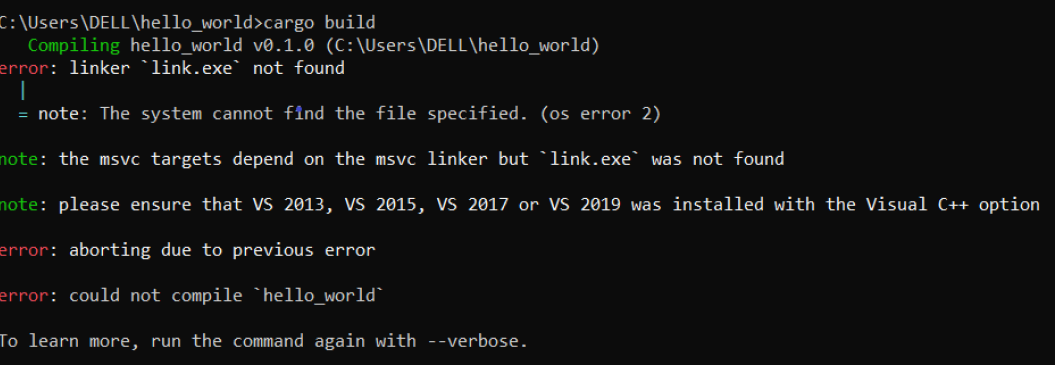 C:\Users\DELL\hello_world>cargo build
Compiling hello_world v0.1.0 (C:\Users\DELL\hello_world)
error: linker `link.exe` not found
|
= note: The system cannot find the file specified. (os error 2)
note: the msvc targets depend on the msvc linker but `link.exe` was not found
note: please ensure that VS 2013, VS 2015, VS 2017 or VS 2019 was installed with the Visual C++ option
error: aborting due to previous error
error: could not compile `hello_world`
To learn more, run the command again with --verbose.